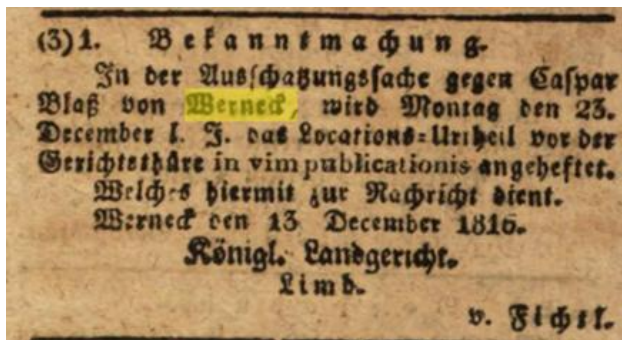 (3)1. Bekanntmachung.
In der Ausschatzungssache gegen Caspar
Blaß von Werneck, wird Montag den 23.
December l. J. das Locations-Urtheil vor der
Gerichtsthüre in vim publicationis angeheftet.
Welches hiermit zur Nachricht dient.
Werneck den 13 December 1816.
Königl. Landgericht.
Limb.
v. Fichtl.